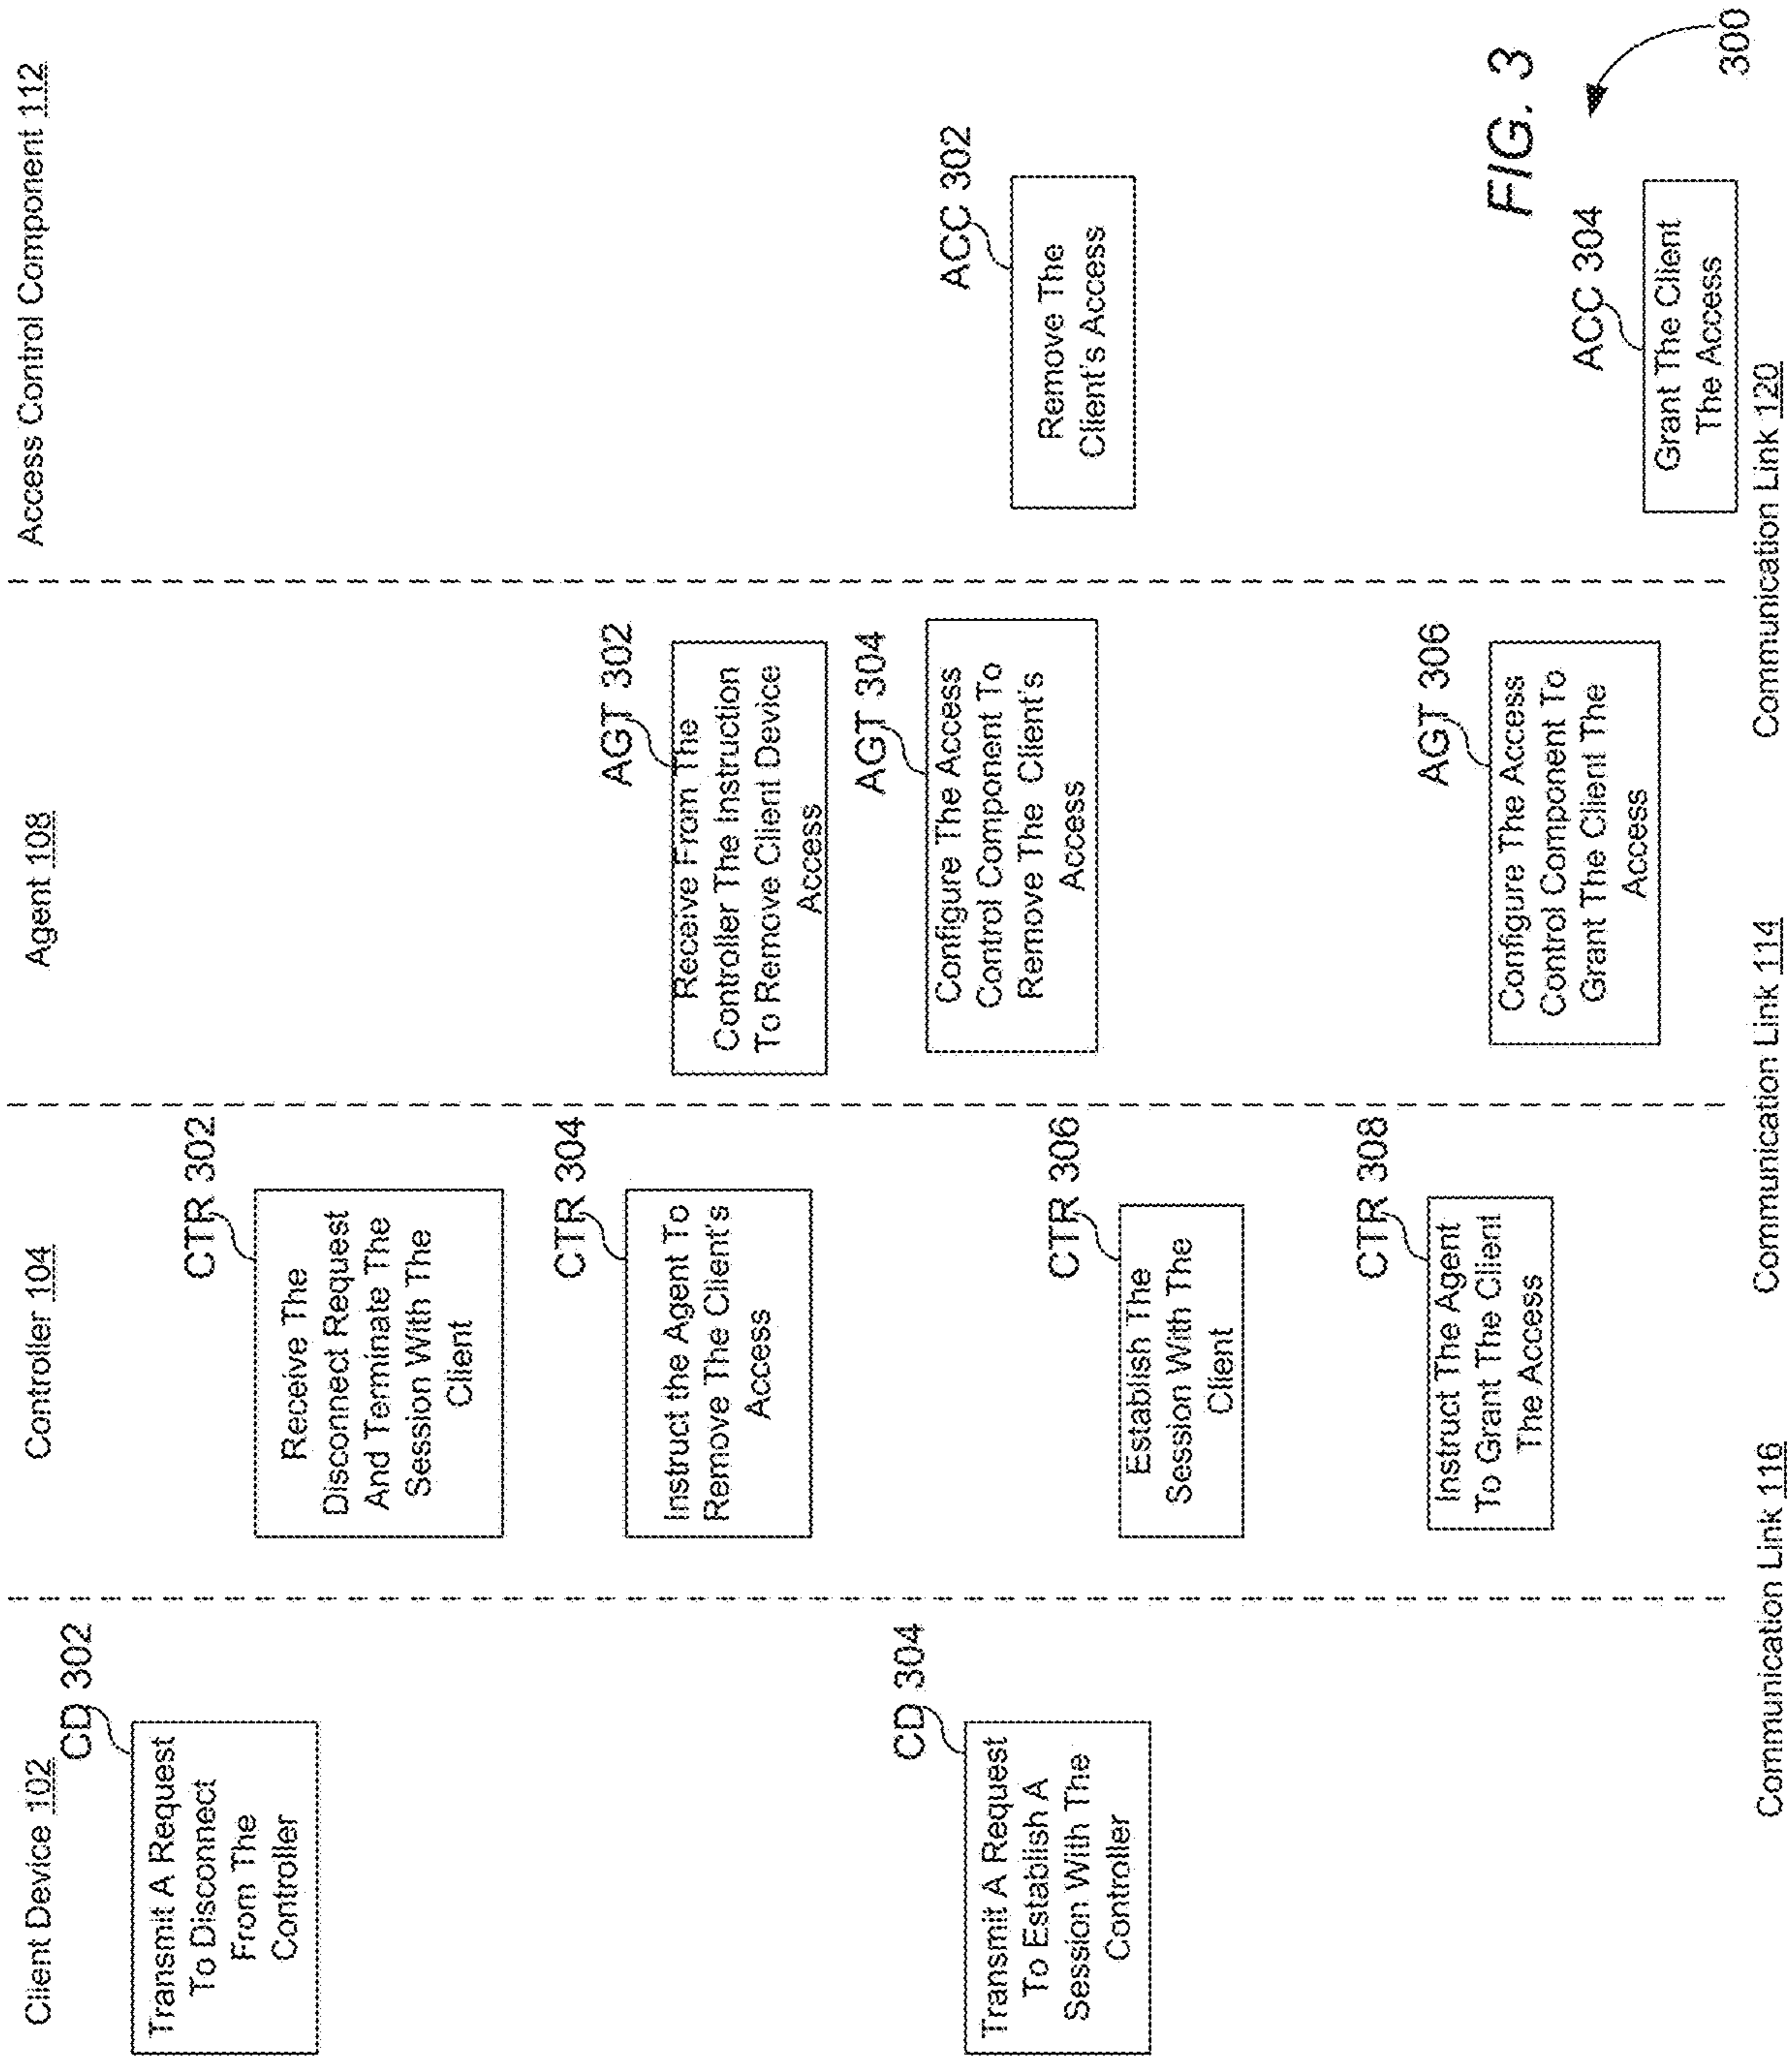 Client Device 102
Controller 104
Agent 108
Access Control Component 112
CD 302
Transmit A Request
To Disconnect
From The
Controller
CTR 302
Receive The
Disconnect Request
And Terminate The
Session With The
Client
CTR 304
Instruct the Agent To
Remove The Client's
Access
AGT 302
Receive From The
Controller The Instruction
To Remove Client Device
Access
AGT 304
Configure The Access
Control Component To
Remove The Client's
Access
ACC 302
Remove The
Client's Access
CD 304
Transmit A Request
To Establish A
Session With The
Controller
CTR 306
Establish The
Session With The
Client
CTR 308
Instruct The Agent
To Grant The Client
The Access
AGT 306
Configure The Access
Control Component To
Grant The Client The
Access
ACC 304
Grant The Client
The Access
Communication Link 116
Communication Link 114
Communication Link 120
FIG. 3
300